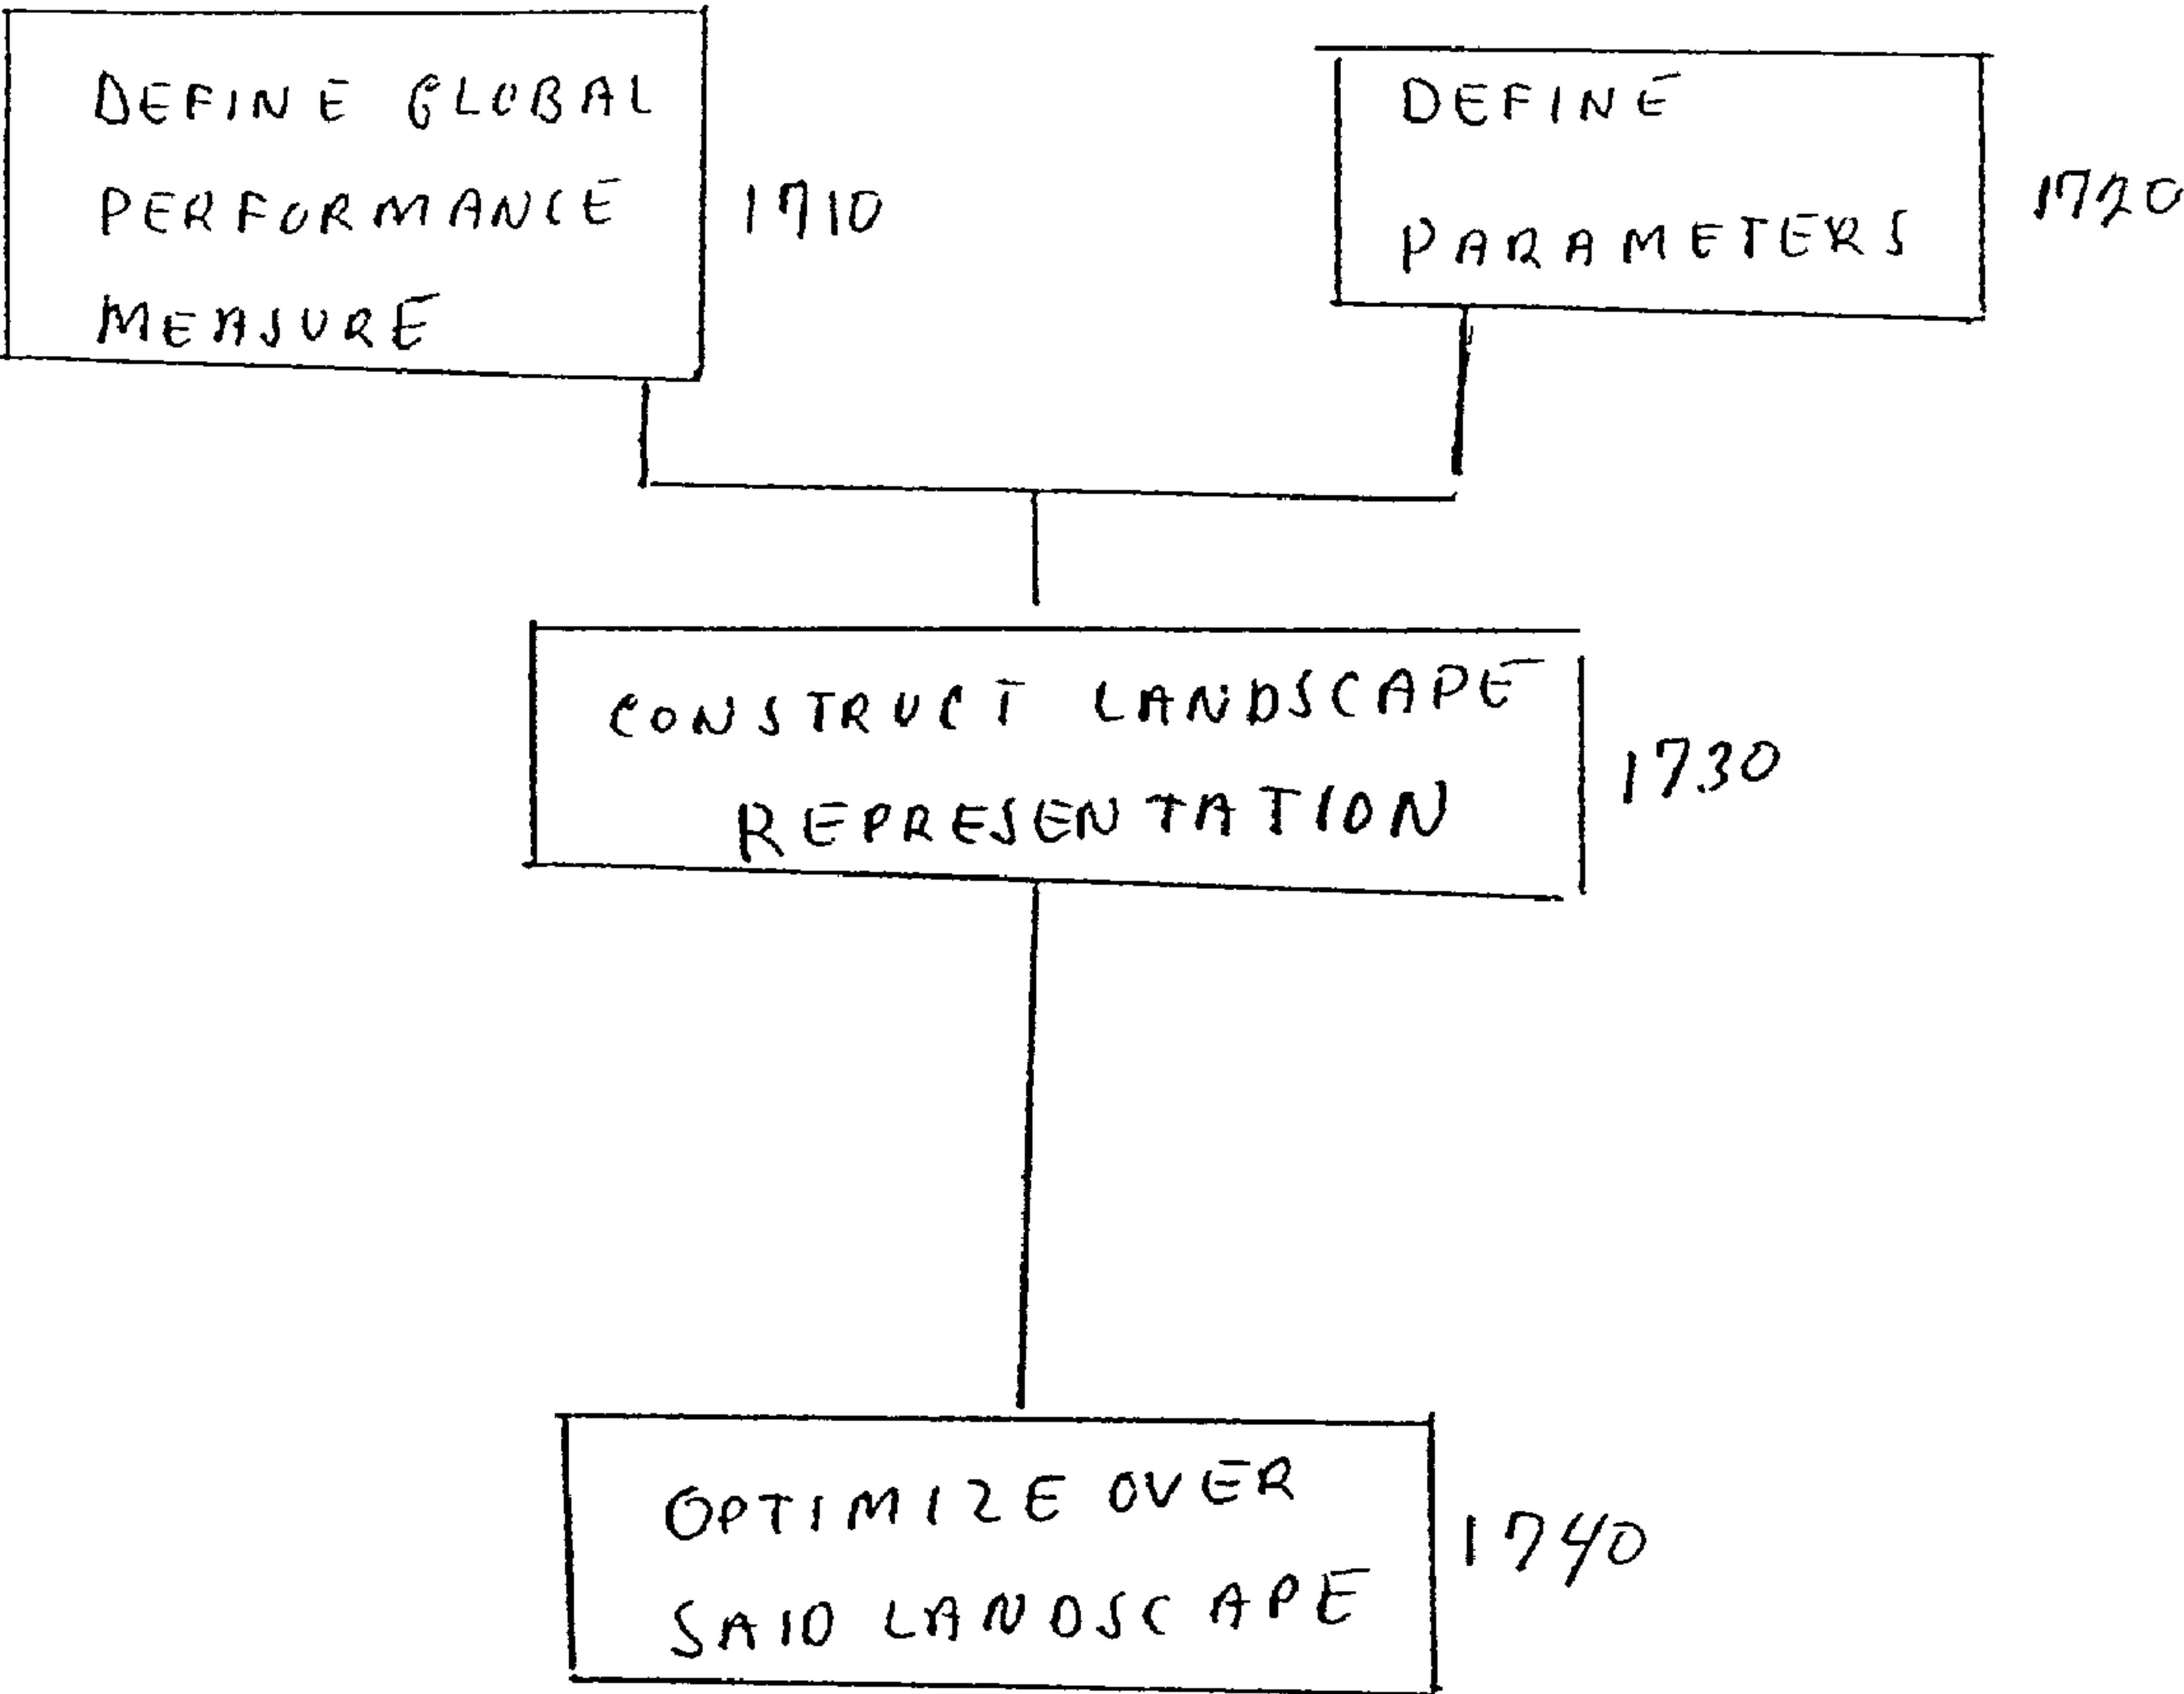 DEFINE GLOBAL
PERFORMANCE
MEASURE
1710
DEFINE
PARAMETERS
1720
CONSTRUCT LANDSCAPE
REPRESENTATION
1730
OPTIMIZE OVER
SAID LANDSCAPE
1740